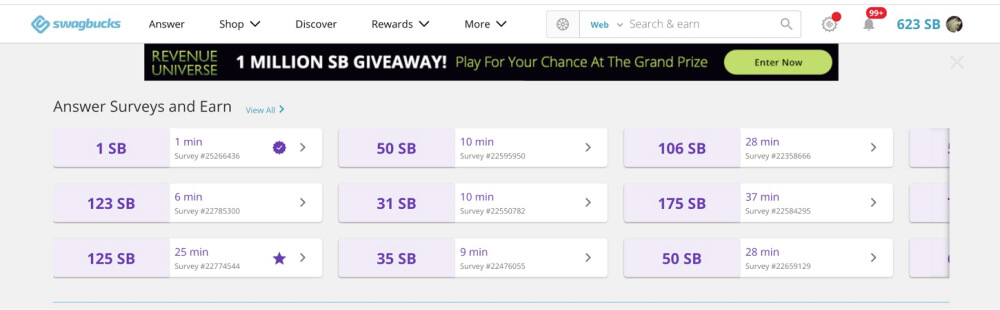 swagbucks Answer Shop Discover Rewards More Web Search & earn 99+ 623 SB
REVENUE UNIVERSE 1 MILLION SB GIVEAWAY! Play For Your Chance At The Grand Prize Enter Now
Answer Surveys and Earn View All
1 SB 1 min Survey #25266436
50 SB 10 min Survey #22595950
106 SB 28 min Survey #22358666
123 SB 6 min Survey #22785300
31 SB 10 min Survey #22550782
175 SB 37 min Survey #22584295
125 SB 25 min Survey #22774544
35 SB 9 min Survey #22476055
50 SB 28 min Survey #22659129